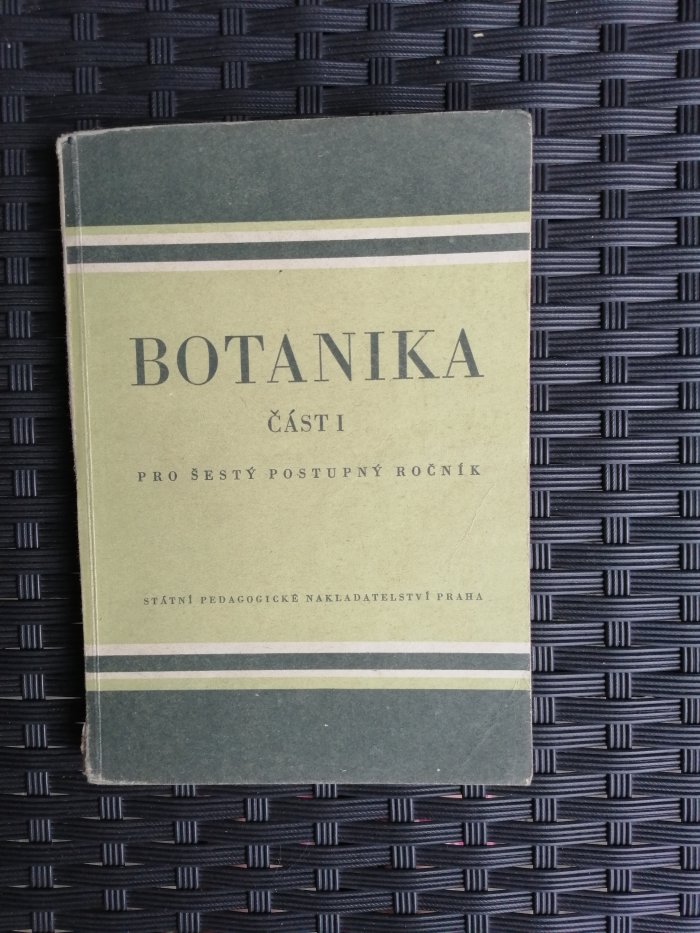 BOTANIKA
ČÁST I
PRO ŠESTÝ POSTUPNÝ ROČNÍK
STÁTNÍ PEDAGOGICKÉ NAKLADATELSTVÍ PRAHA